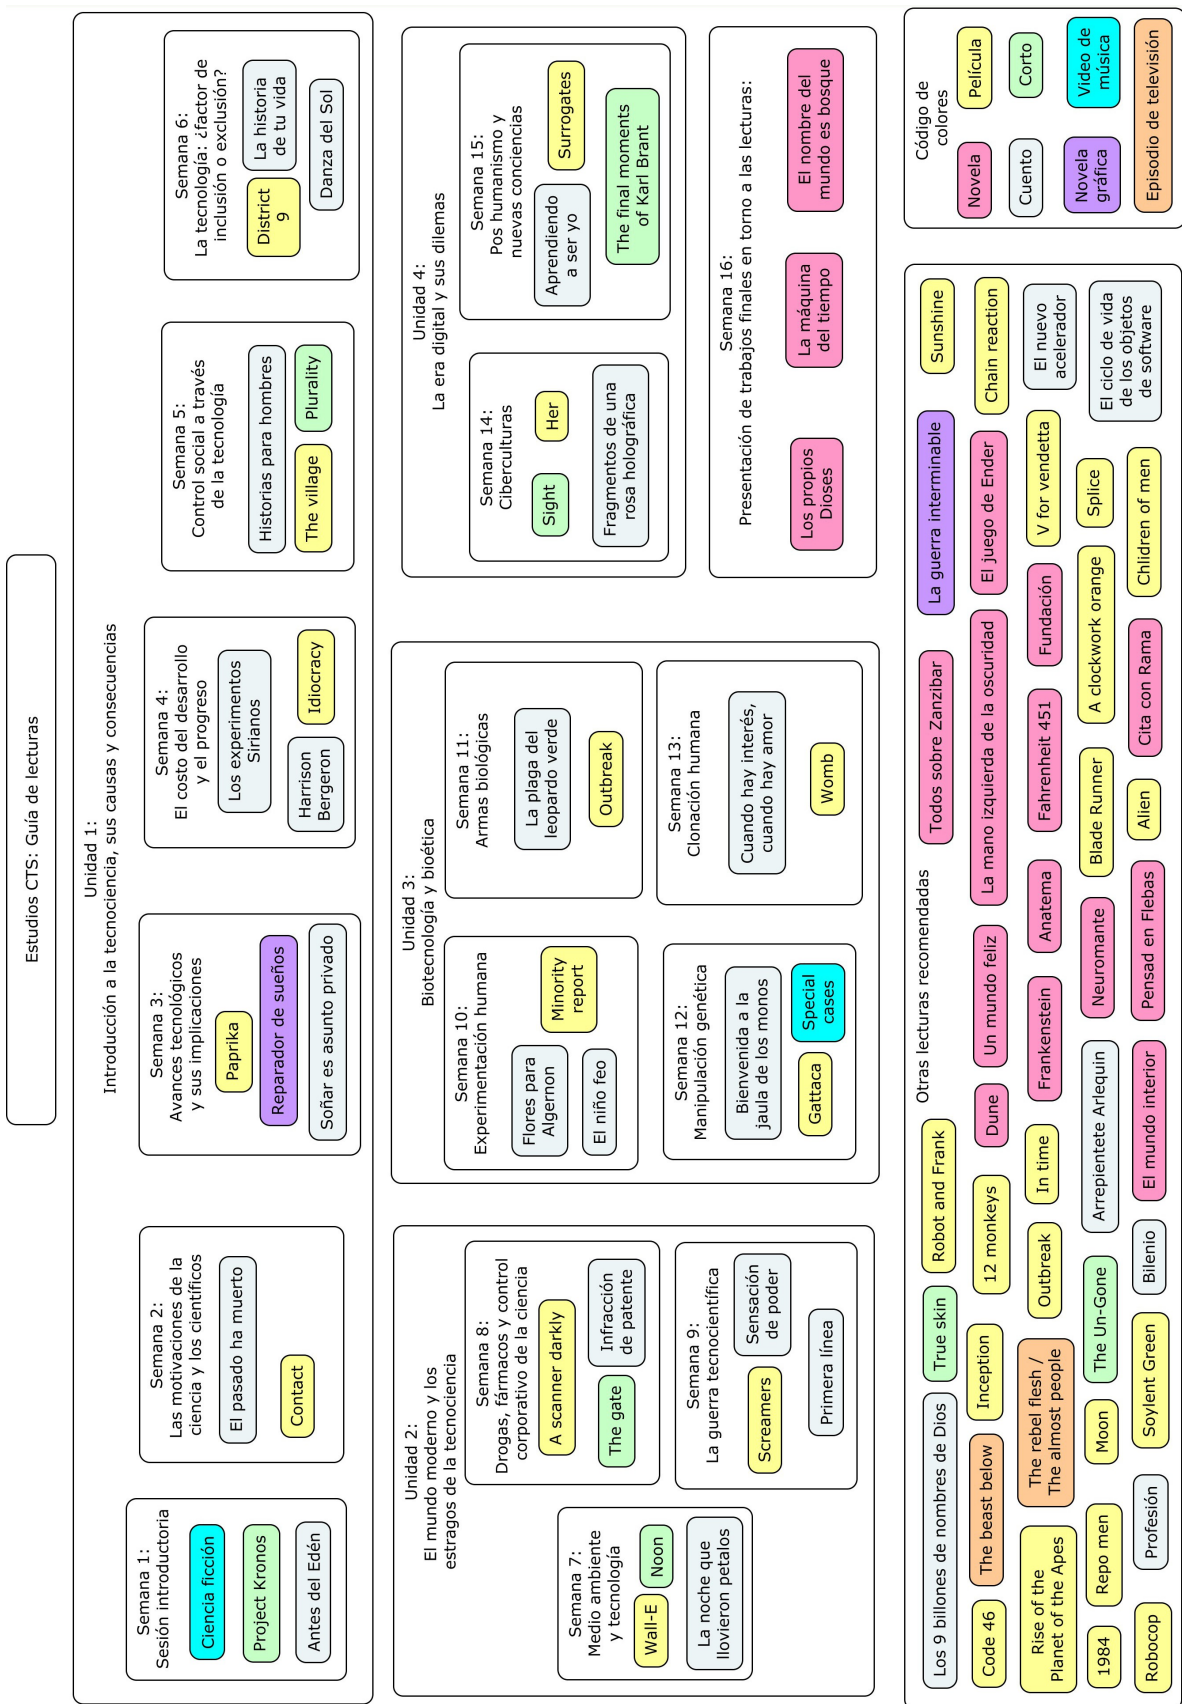 Estudios CTS: Guía de lecturas
Unidad 1:
Introducción a la tecnociencia, sus causas y consecuencias
Semana 1:
Sesión introductoria
Ciencia ficción
Project Kronos
Antes del Edén
Semana 2:
Las motivaciones de la
ciencia y los científicos
El pasado ha muerto
Contact
Semana 3:
Avances tecnológicos
y sus implicaciones
Paprika
Reparador de sueños
Soñar es asunto privado
Semana 4:
El costo del desarrollo
y el progreso
Los experimentos
Sirianos
Harrison
Bergeron
Idiocracy
Semana 5:
Control social a través
de la tecnología
Historias para hombres
The village
Plurality
Semana 6:
La tecnología: ¿factor de
inclusión o exclusión?
District
9
La historia
de tu vida
Danza del Sol
Unidad 2:
El mundo moderno y los
estragos de la tecnociencia
Semana 7:
Medio ambiente
y tecnología
Wall-E
Noon
La noche que
llovieron petalos
Semana 8:
Drogas, fármacos y control
corporativo de la ciencia
A scanner darkly
The gate
Infracción
de patente
Semana 9:
La guerra tecnocientífica
Screamers
Sensación
de poder
Primera línea
Unidad 3:
Biotecnología y bioética
Semana 10:
Experimentación humana
Flores para
Algernon
Minority
report
El niño feo
Semana 11:
Armas biológicas
La plaga del
leopardo verde
Outbreak
Semana 12:
Manipulación genética
Bienvenida a la
jaula de los monos
Gattaca
Special
cases
Semana 13:
Clonación humana
Cuando hay interés,
cuando hay amor
Womb
Unidad 4:
La era digital y sus dilemas
Semana 14:
Ciberculturas
Sight
Her
Fragmentos de una
rosa holográfica
Semana 15:
Pos humanismo y
nuevas conciencias
Aprendiendo
a ser yo
Surrogates
The final moments
of Karl Brant
Semana 16:
Presentación de trabajos finales en torno a las lecturas:
Los propios
Dioses
La máquina
del tiempo
El nombre del
mundo es bosque
Otras lecturas recomendadas
Los 9 billones de nombres de Dios
True skin
Robot and Frank
Todos sobre Zanzibar
La guerra interminable
Sunshine
Code 46
The beast below
Inception
12 monkeys
Dune
Un mundo feliz
La mano izquierda de la oscuridad
El juego de Ender
Chain reaction
Rise of the
Planet of the Apes
The rebel flesh /
The almost people
Outbreak
In time
Frankenstein
Anatema
Fahrenheit 451
Fundación
V for vendetta
El nuevo
acelerador
1984
Repo men
Moon
The Un-Gone
Arrepientete Arlequin
Neuromante
Blade Runner
A clockwork orange
Splice
El ciclo de vida
de los objetos
de software
Robocop
Profesión
Soylent Green
Bilenio
El mundo interior
Pensad en Flebas
Alien
Cita con Rama
Chlidren of men
Código de
colores
Novela
Película
Cuento
Corto
Novela
gráfica
Video de
música
Episodio de televisión